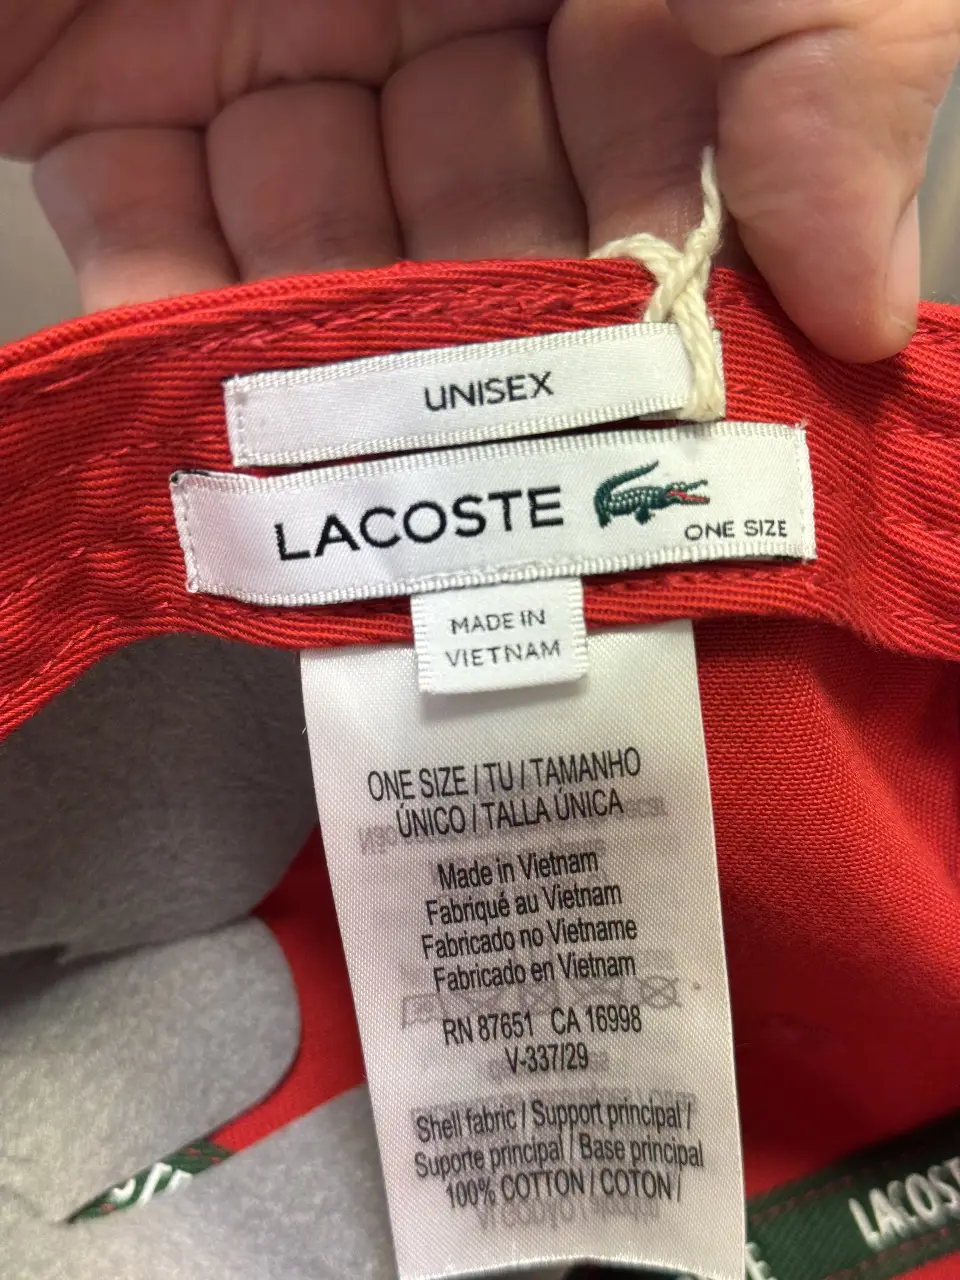 UNISEX
LACOSTE
ONE SIZE
MADE IN
VIETNAM
ONE SIZE / TU / TAMANHO
ÚNICO / TALLA ÚNICA
Made in Vietnam
Fabriqué au Vietnam
Fabricado no Vietname
Fabricado en Vietnam
RN 87651 CA 16998
V-337/29
Shell fabric / Support principal /
Suporte principal / Base principal
100% COTTON / COTON /
LACOST